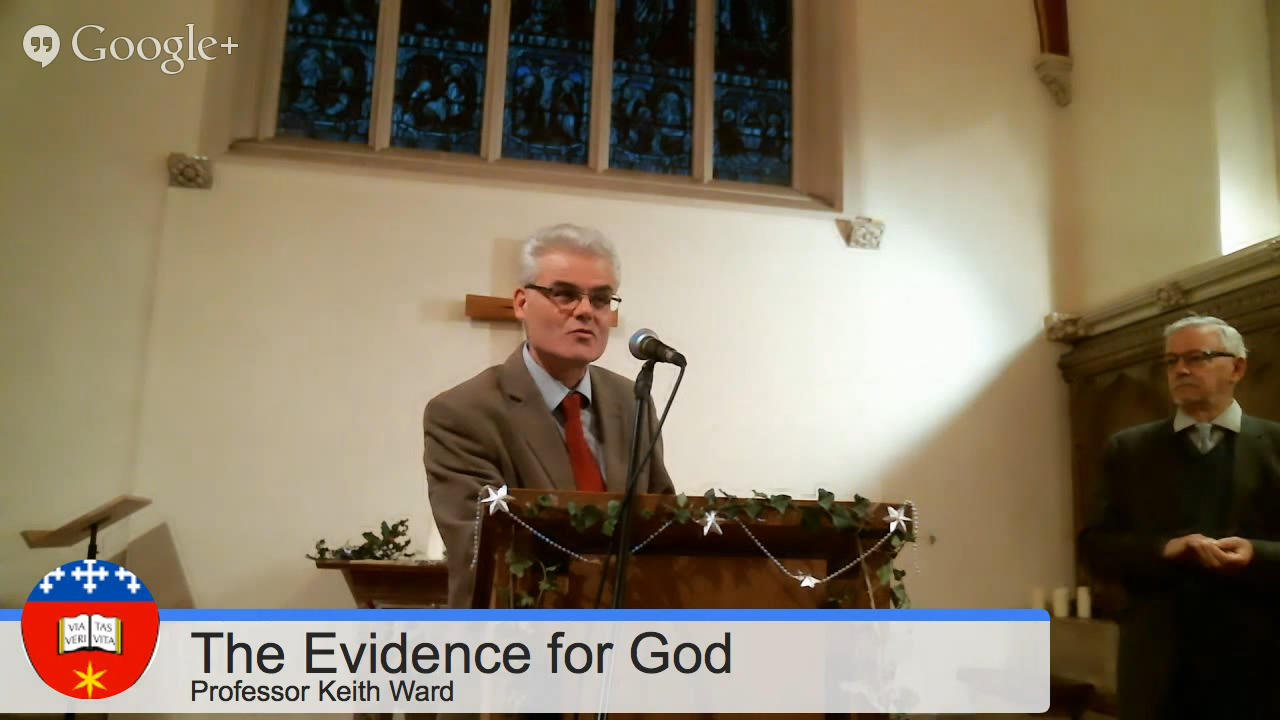 Google+
The Evidence for God
Professor Keith Ward
VIA TAS
VERI VITA